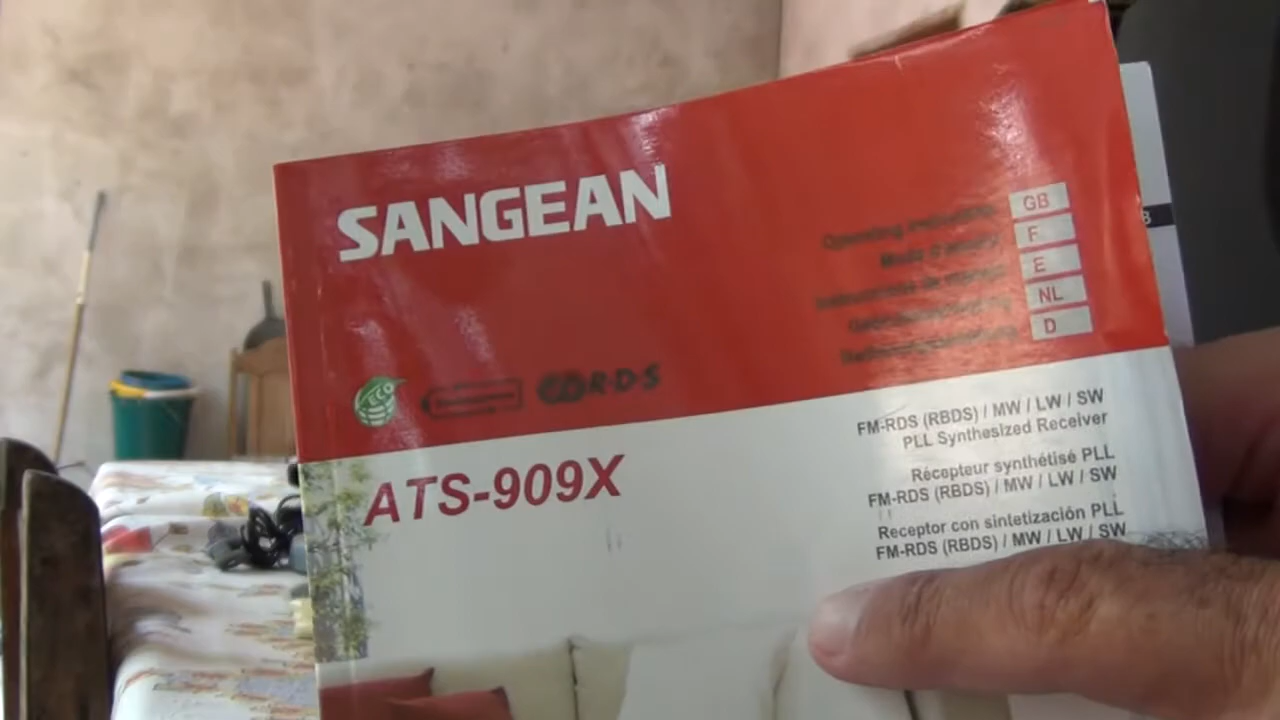 SANGEAN
GB
F
E
NL
D
ECO
R·D·S
ATS-909X
FM-RDS (RBDS) / MW / LW / SW
PLL Synthesized Receiver
Récepteur synthétisé PLL
FM-RDS (RBDS) / MW / LW / SW
Receptor con sintetización PLL
FM-RDS (RBDS) / MW / LW / SW